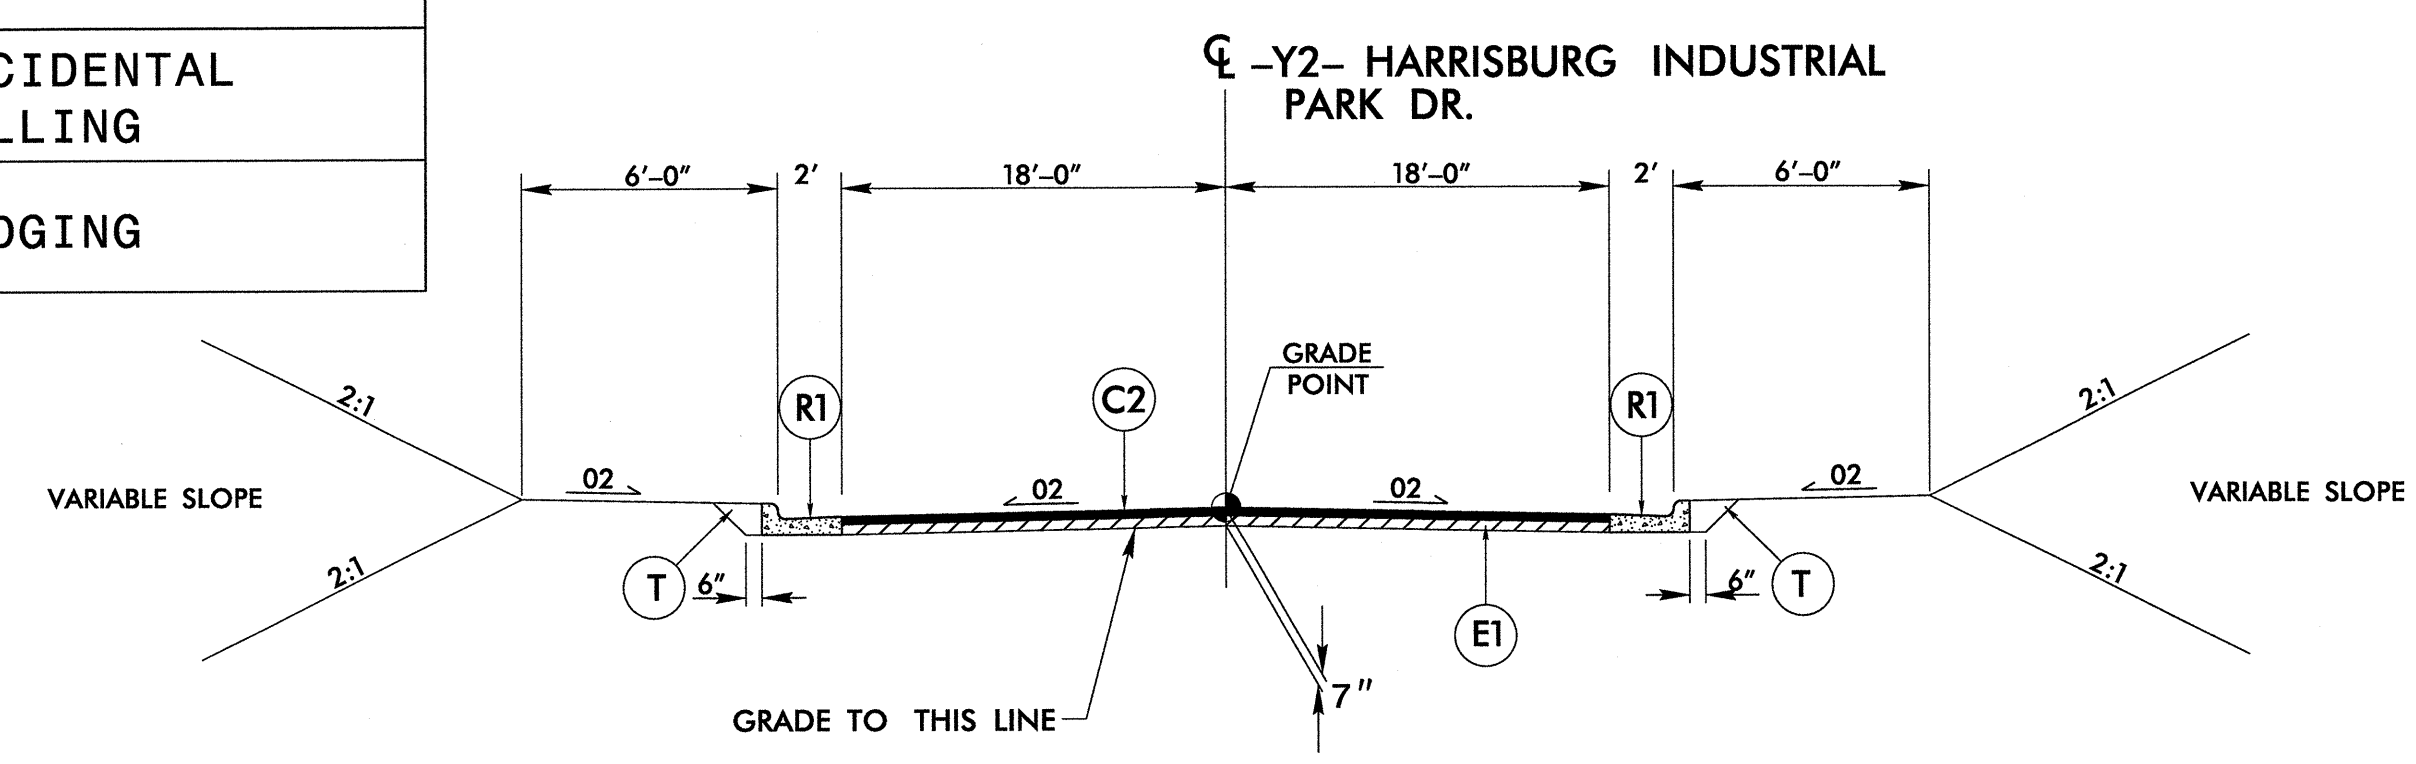 CIDENTAL
LLING
DGING
℄ –Y2– HARRISBURG INDUSTRIAL
PARK DR.
6'–0" 2' 18'–0" 18'–0" 2' 6'–0"
GRADE
POINT
2:1 R1 C2 R1 2:1
VARIABLE SLOPE 02 02 02 02 VARIABLE SLOPE
2:1 T 6" 6" T 2:1
E1
7"
GRADE TO THIS LINE